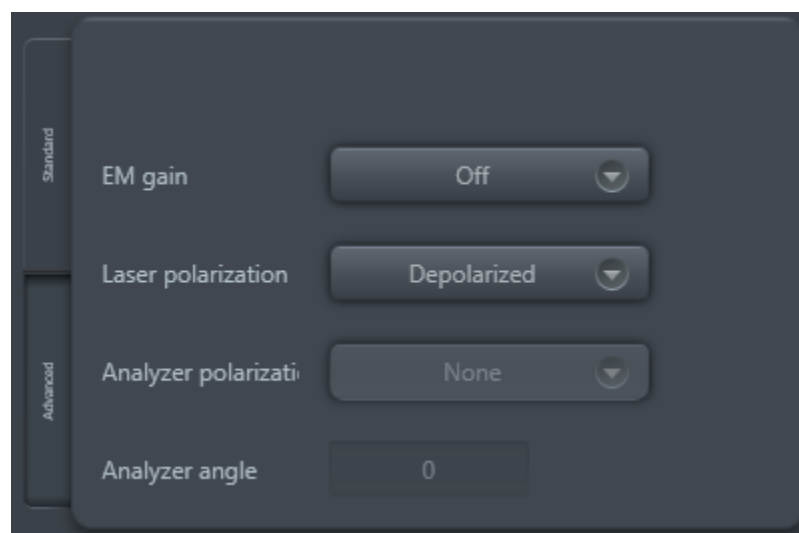 Standard
Advanced
EM gain Off
Laser polarization Depolarized
Analyzer polarizati None
Analyzer angle 0